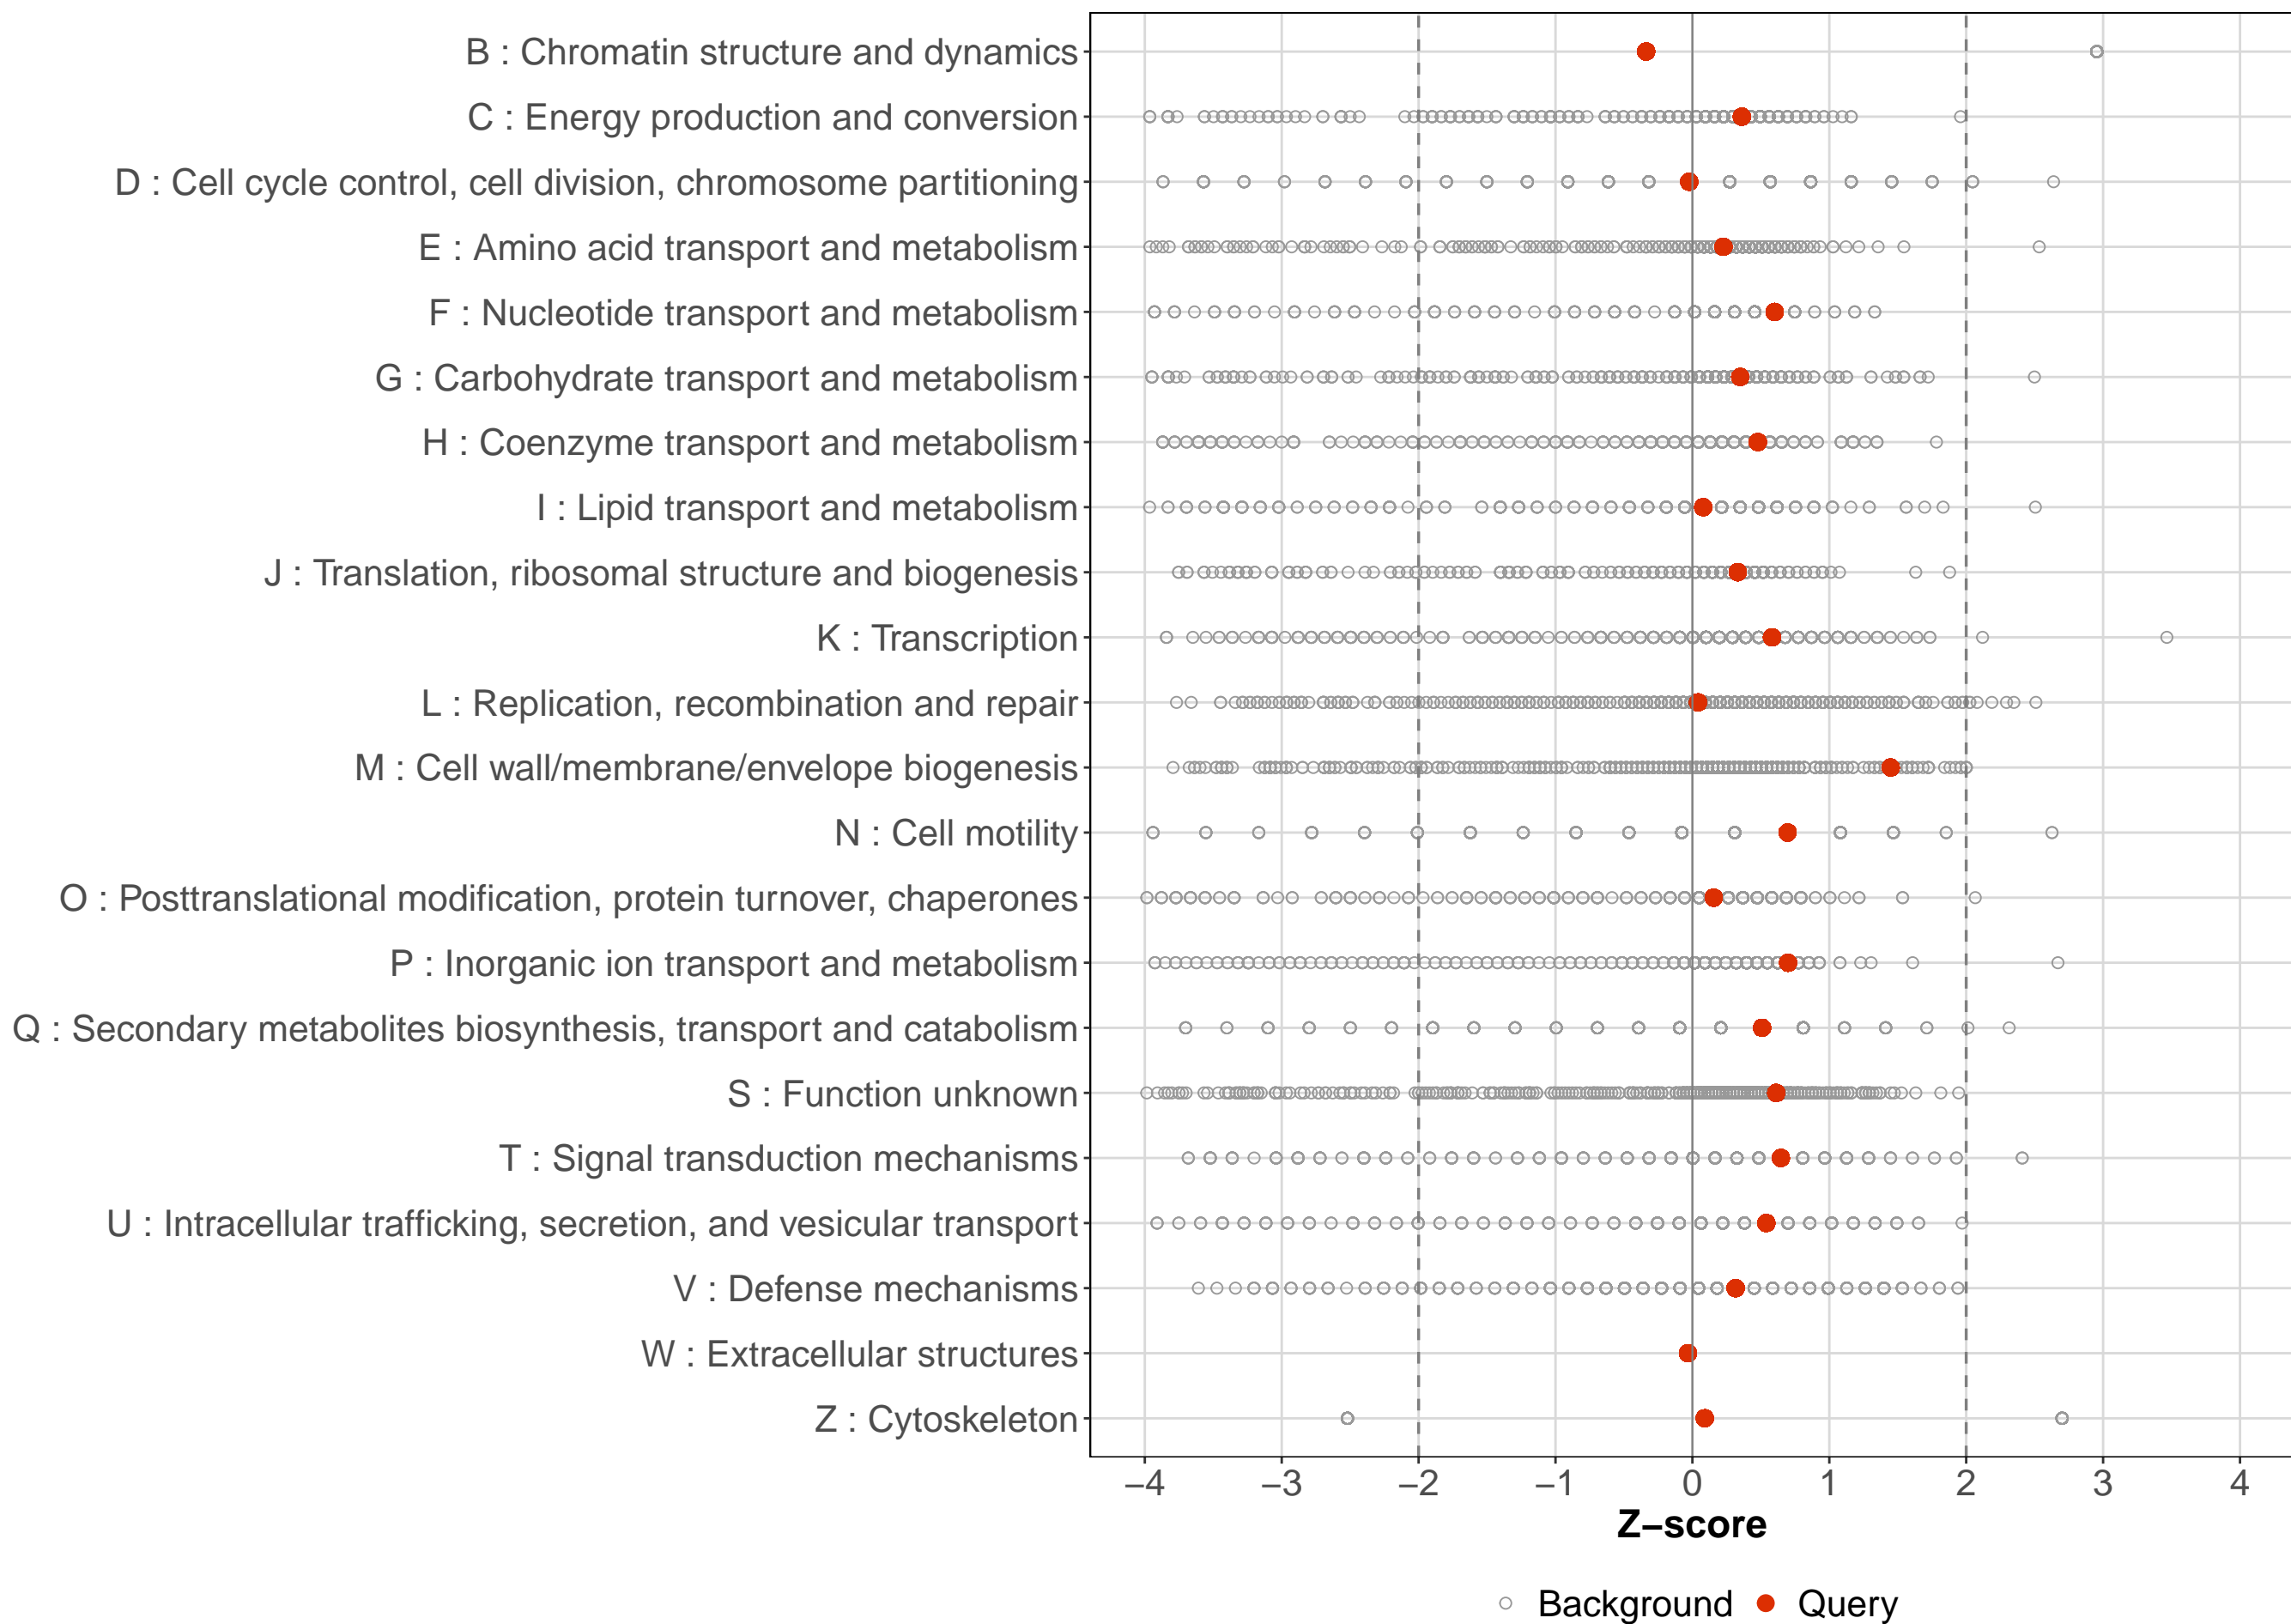 B : Chromatin structure and dynamics
C : Energy production and conversion
D : Cell cycle control, cell division, chromosome partitioning
E : Amino acid transport and metabolism
F : Nucleotide transport and metabolism
G : Carbohydrate transport and metabolism
H : Coenzyme transport and metabolism
I : Lipid transport and metabolism
J : Translation, ribosomal structure and biogenesis
K : Transcription
L : Replication, recombination and repair
M : Cell wall/membrane/envelope biogenesis
N : Cell motility
O : Posttranslational modification, protein turnover, chaperones
P : Inorganic ion transport and metabolism
Q : Secondary metabolites biosynthesis, transport and catabolism
S : Function unknown
T : Signal transduction mechanisms
U : Intracellular trafficking, secretion, and vesicular transport
V : Defense mechanisms
W : Extracellular structures
Z : Cytoskeleton
−4 −3 −2 −1 0 1 2 3 4
Z−score
Background Query